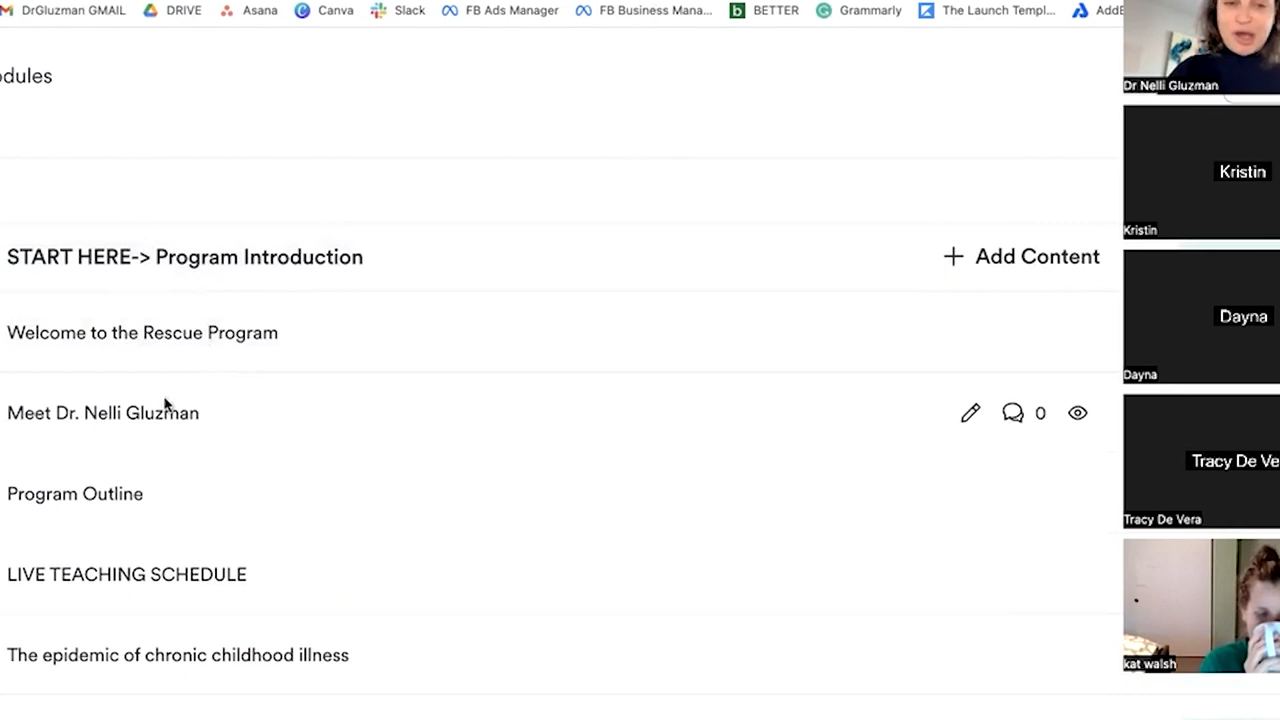 DrGluzman GMAIL DRIVE Asana Canva Slack FB Ads Manager FB Business Mana... BETTER Grammarly The Launch Templ...
Dr Nelli Gluzman
Kristin
Kristin
START HERE-> Program Introduction + Add Content
Welcome to the Rescue Program
Dayna
Dayna
Meet Dr. Nelli Gluzman 0
Tracy De
Program Outline
Tracy De Vera
LIVE TEACHING SCHEDULE
The epidemic of chronic childhood illness
kat walsh